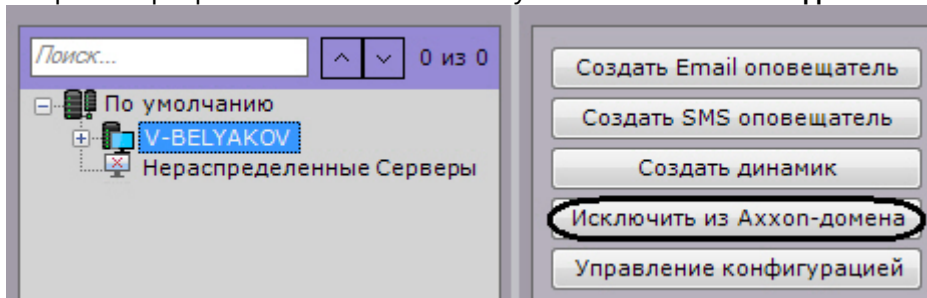 Поиск...
0 из 0
По умолчанию
V-BELYAKOV
Нераспределенные Серверы
Создать Email оповещатель
Создать SMS оповещатель
Создать динамик
Исключить из Axxon-домена
Управление конфигурацией